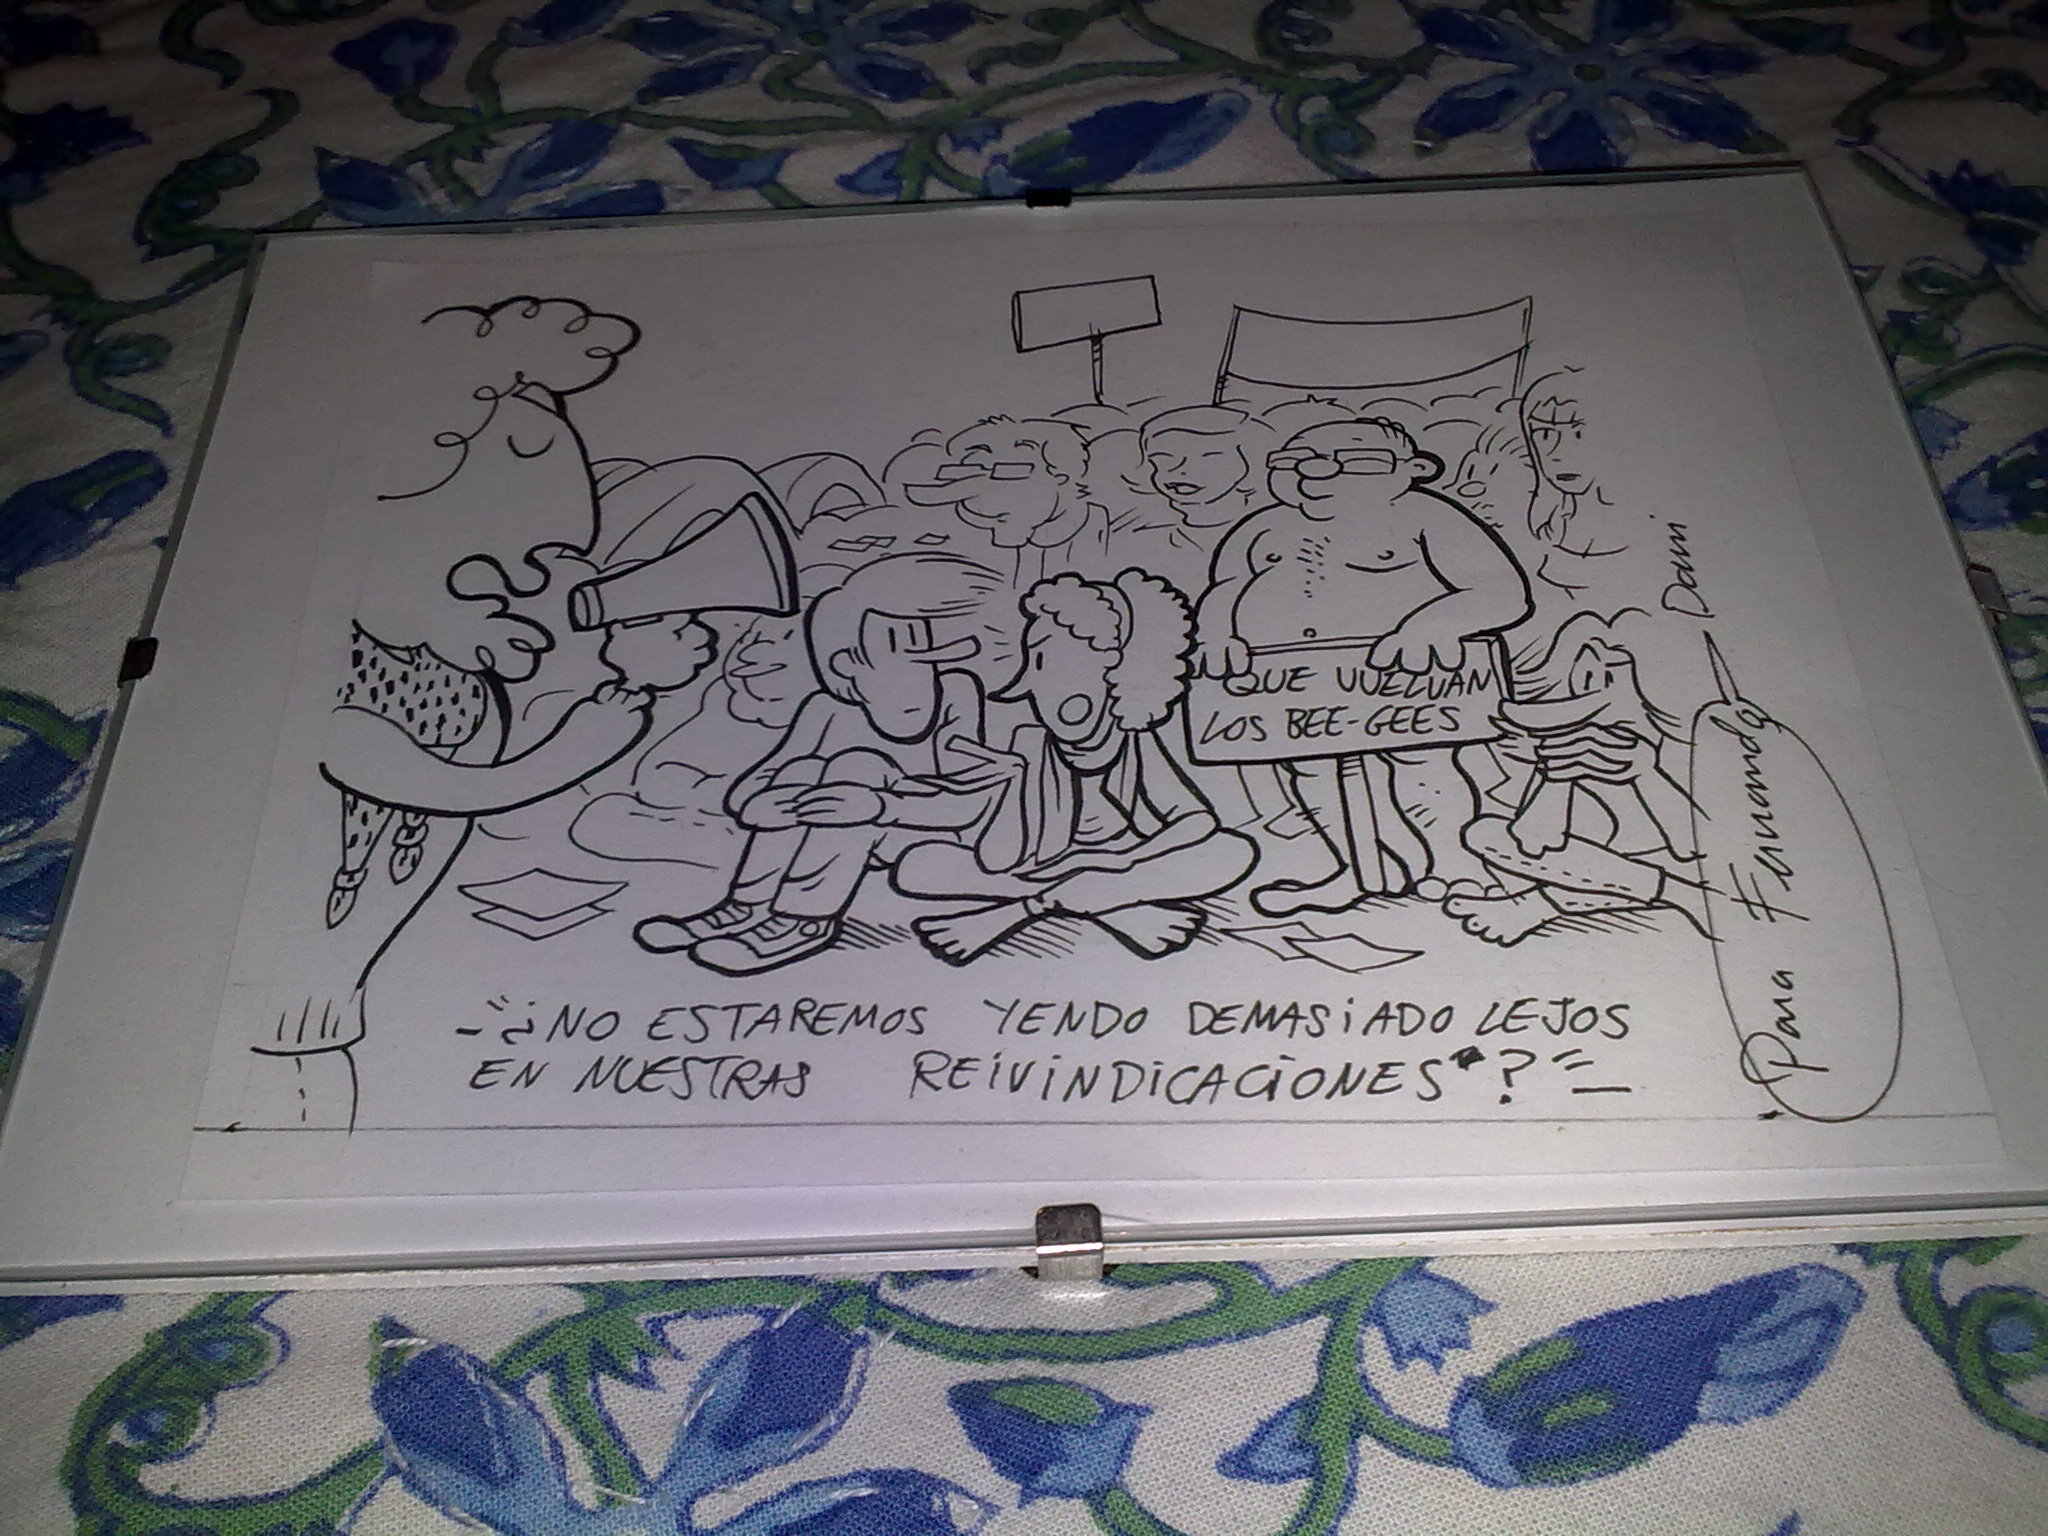 QUE VUELVAN
LOS BEE-GEES
-"¿NO ESTAREMOS YENDO DEMASiADO LEJOS
EN NUESTRAS REiViNDiCACiONES"?=-
Para Fernando
Dani